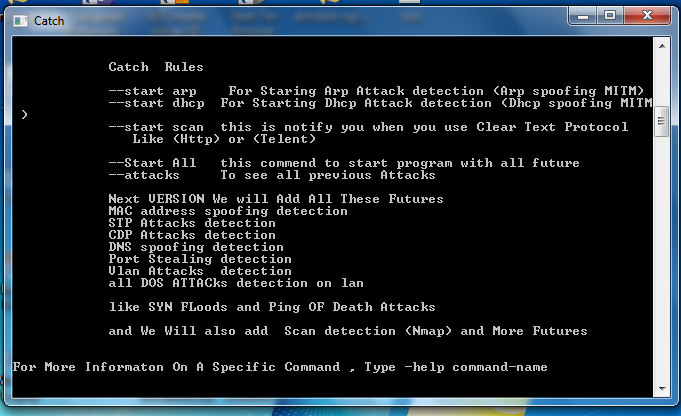 Catch
Catch Rules
--start arp For Staring Arp Attack detection (Arp spoofing MITM)
--start dhcp For Starting Dhcp Attack detection (Dhcp spoofing MITM
--start scan this is notify you when you use Clear Text Protocol
Like (Http) or (Telent)
--Start All this commend to start program with all future
--attacks To see all previous Attacks
Next VERSION We will Add All These Futures
MAC address spoofing detection
STP Attacks detection
CDP Attacks detection
DNS spoofing detection
Port Stealing detection
Vlan Attacks detection
all DOS ATTACks detection on lan
like SYN FLoods and Ping OF Death Attacks
and We Will also add Scan detection (Nmap) and More Futures
For More Informaton On A Specific Command , Type -help command-name